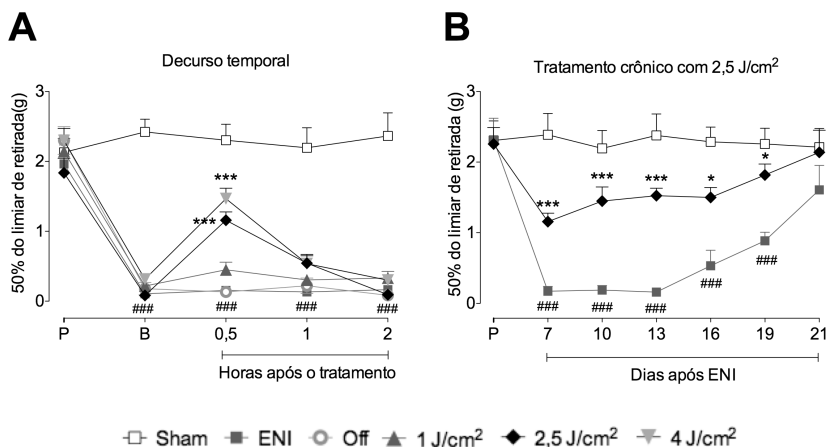 A
Decurso temporal
50% do limiar de retirada(g)
3
2
1
0
***
***
###
###
###
###
P
B
0,5
1
2
Horas após o tratamento
B
Tratamento crônico com 2,5 J/cm²
50% do limiar de retirada (g)
3
2
1
0
***
***
***
*
*
###
###
###
###
###
P
7
10
13
16
19
21
Dias após ENI
Sham ENI Off 1 J/cm² 2,5 J/cm² 4 J/cm²